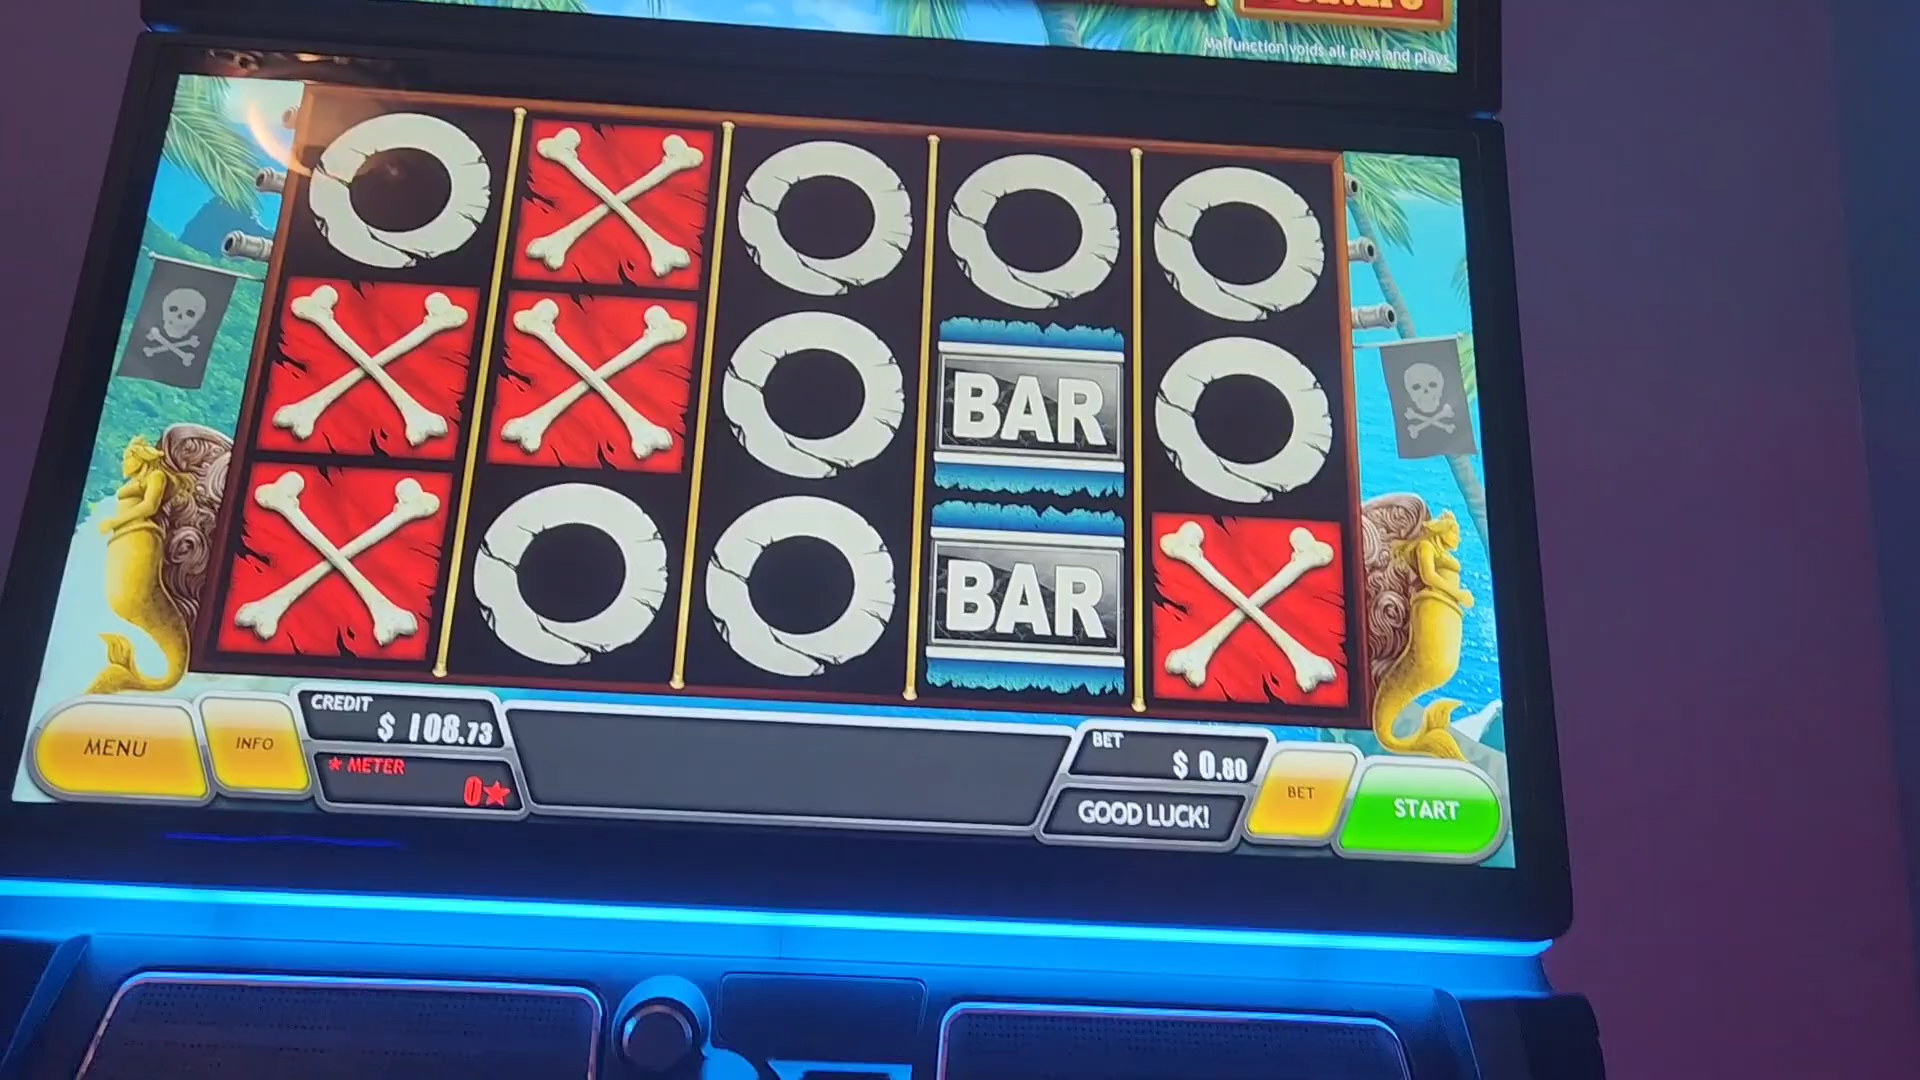 Malfunction voids all pays and plays.
BAR
BAR
MENU
INFO
CREDIT
$ 108.73
★ METER
0★
BET
$ 0.80
GOOD LUCK!
BET
START